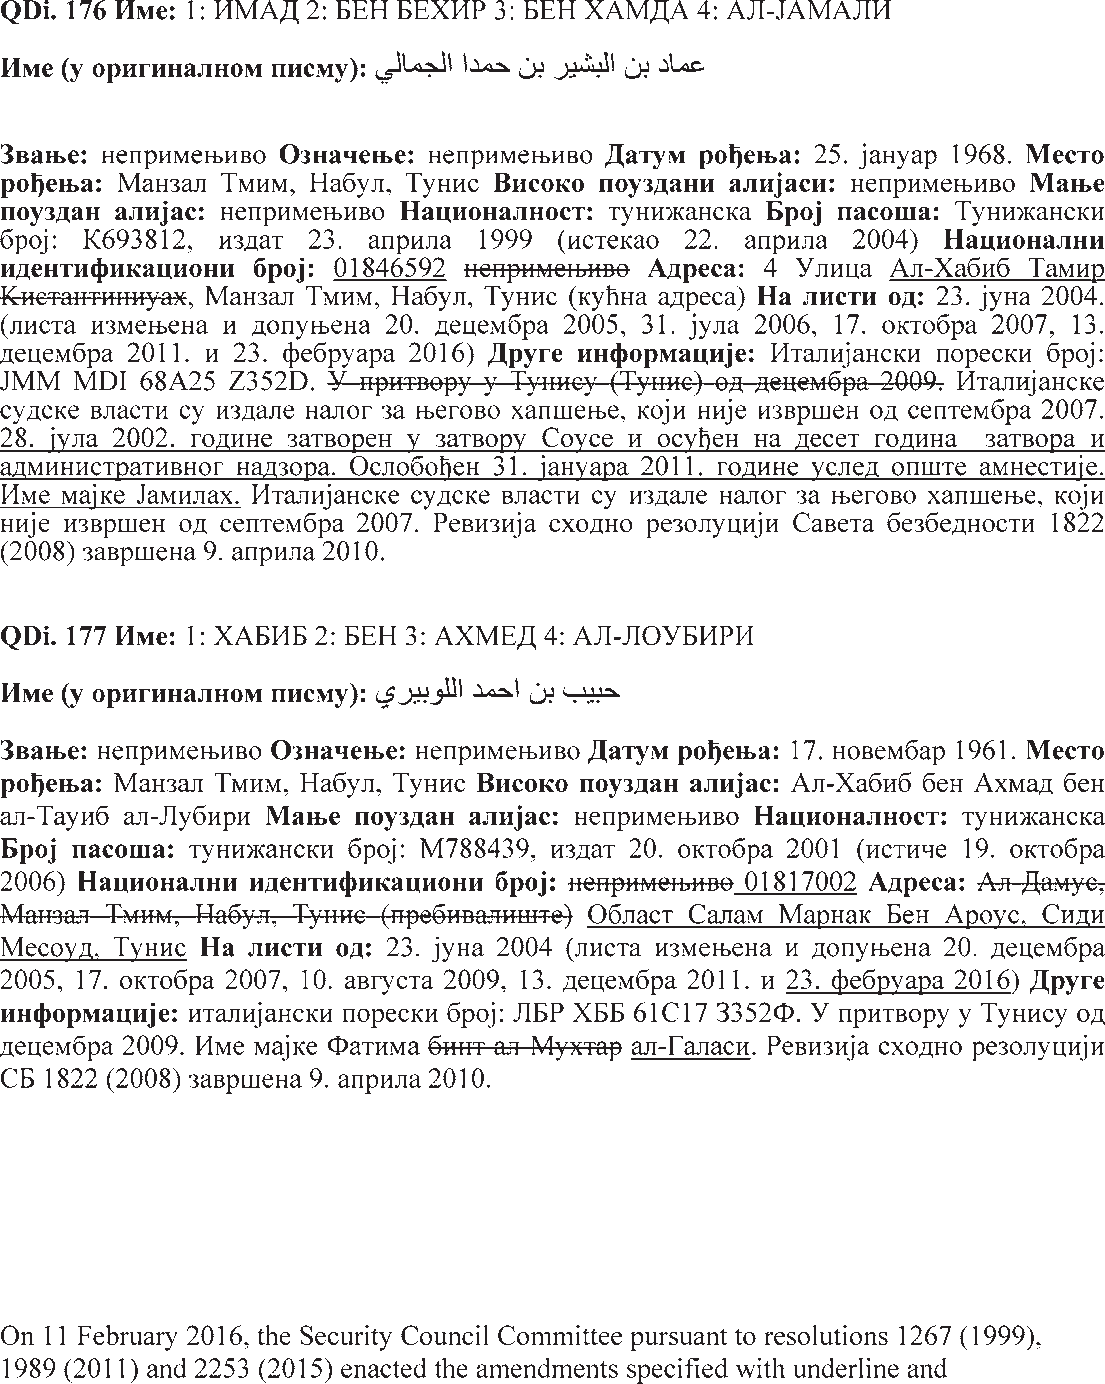 QDi. 176 Име: 1: ИМАД 2: БЕН БЕХИР 3: БЕН ХАМДА 4: АЛ-ЈАМАЛИ
Име (у оригиналном писму): عماد بن البشير بن حمدا الجمالي
Звање: непримењиво Означење: непримењиво Датум рођења: 25. јануар 1968. Место
рођења: Манзал Тмим, Набул, Тунис Високо поуздани алијаси: непримењиво Мање
поуздан алијас: непримењиво Националност: тунижанска Број пасоша: Тунижански
број: К693812, издат 23. априла 1999 (истекао 22. априла 2004) Национални
идентификациони број: 01846592 непримењиво Адреса: 4 Улица Ал-Хабиб Тамир
Кистантиниуах, Манзал Тмим, Набул, Тунис (кућна адреса) На листи од: 23. јуна 2004.
(листа измењена и допуњена 20. децембра 2005, 31. јула 2006, 17. октобра 2007, 13.
децембра 2011. и 23. фебруара 2016) Друге информације: Италијански порески број:
JMM MDI 68A25 Z352D. У притвору у Тунису (Тунис) од децембра 2009. Италијанске
судске власти су издале налог за његово хапшење, који није извршен од септембра 2007.
28. јула 2002. године затворен у затвору Соусе и осуђен на десет година  затвора и
административног надзора. Ослобођен 31. јануара 2011. године услед опште амнестије.
Име мајке Јамилах. Италијанске судске власти су издале налог за његово хапшење, који
није извршен од септембра 2007. Ревизија сходно резолуцији Савета безбедности 1822
(2008) завршена 9. априла 2010.
QDi. 177 Име: 1: ХАБИБ 2: БЕН 3: АХМЕД 4: АЛ-ЛОУБИРИ
Име (у оригиналном писму): حبيب بن احمد اللوبيري
Звање: непримењиво Означење: непримењиво Датум рођења: 17. новембар 1961. Место
рођења: Манзал Тмим, Набул, Тунис Високо поуздан алијас: Ал-Хабиб бен Ахмад бен
ал-Тауиб ал-Лубири Мање поуздан алијас: непримењиво Националност: тунижанска
Број пасоша: тунижански број: М788439, издат 20. октобра 2001 (истиче 19. октобра
2006) Национални идентификациони број: непримењиво 01817002 Адреса: Ал-Дамус,
Манзал Тмим, Набул, Тунис (пребивалиште) Област Салам Марнак Бен Ароус, Сиди
Месоуд, Тунис На листи од: 23. јуна 2004 (листа измењена и допуњена 20. децембра
2005, 17. октобра 2007, 10. августа 2009, 13. децембра 2011. и 23. фебруара 2016) Друге
информације: италијански порески број: ЛБР ХББ 61С17 З352Ф. У притвору у Тунису од
децембра 2009. Име мајке Фатима бинт ал Мухтар ал-Галаси. Ревизија сходно резолуцији
СБ 1822 (2008) завршена 9. априла 2010.
On 11 February 2016, the Security Council Committee pursuant to resolutions 1267 (1999),
1989 (2011) and 2253 (2015) enacted the amendments specified with underline and